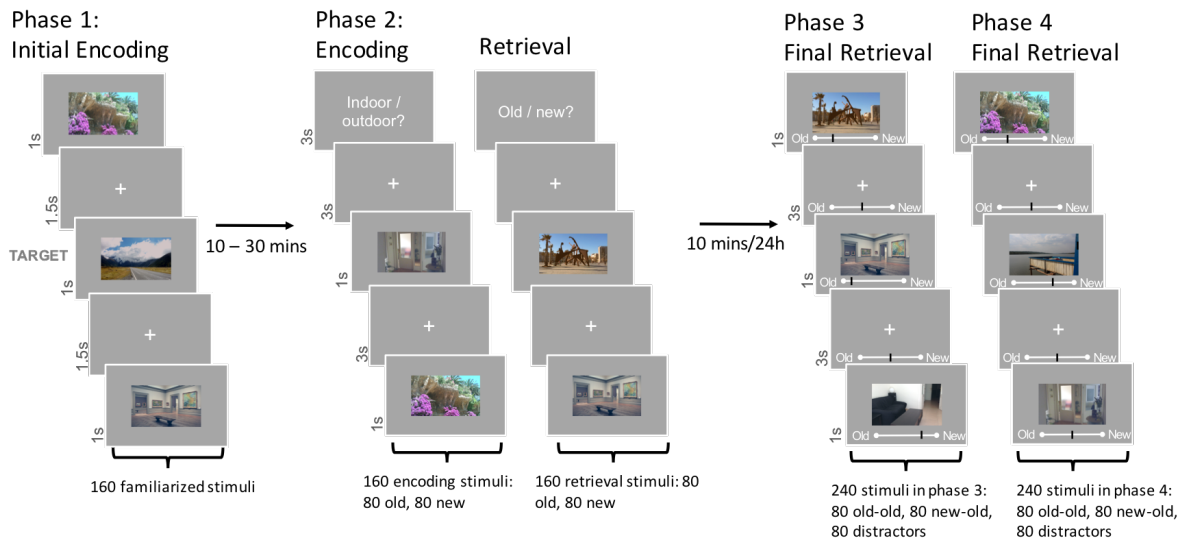 Phase 1:
Initial Encoding
1s
1.5s
TARGET
1s
1.5s
1s
160 familiarized stimuli
10 – 30 mins
Phase 2:
Encoding
Indoor /
outdoor?
3s
3s
1s
3s
1s
160 encoding stimuli:
80 old, 80 new
Retrieval
Old / new?
160 retrieval stimuli: 80
old, 80 new
10 mins/24h
Phase 3
Final Retrieval
1s
Old New
3s
Old New
1s
Old New
3s
Old New
1s
Old New
240 stimuli in phase 3:
80 old-old, 80 new-old,
80 distractors
Phase 4
Final Retrieval
Old New
Old New
Old New
Old New
Old New
240 stimuli in phase 4:
80 old-old, 80 new-old,
80 distractors